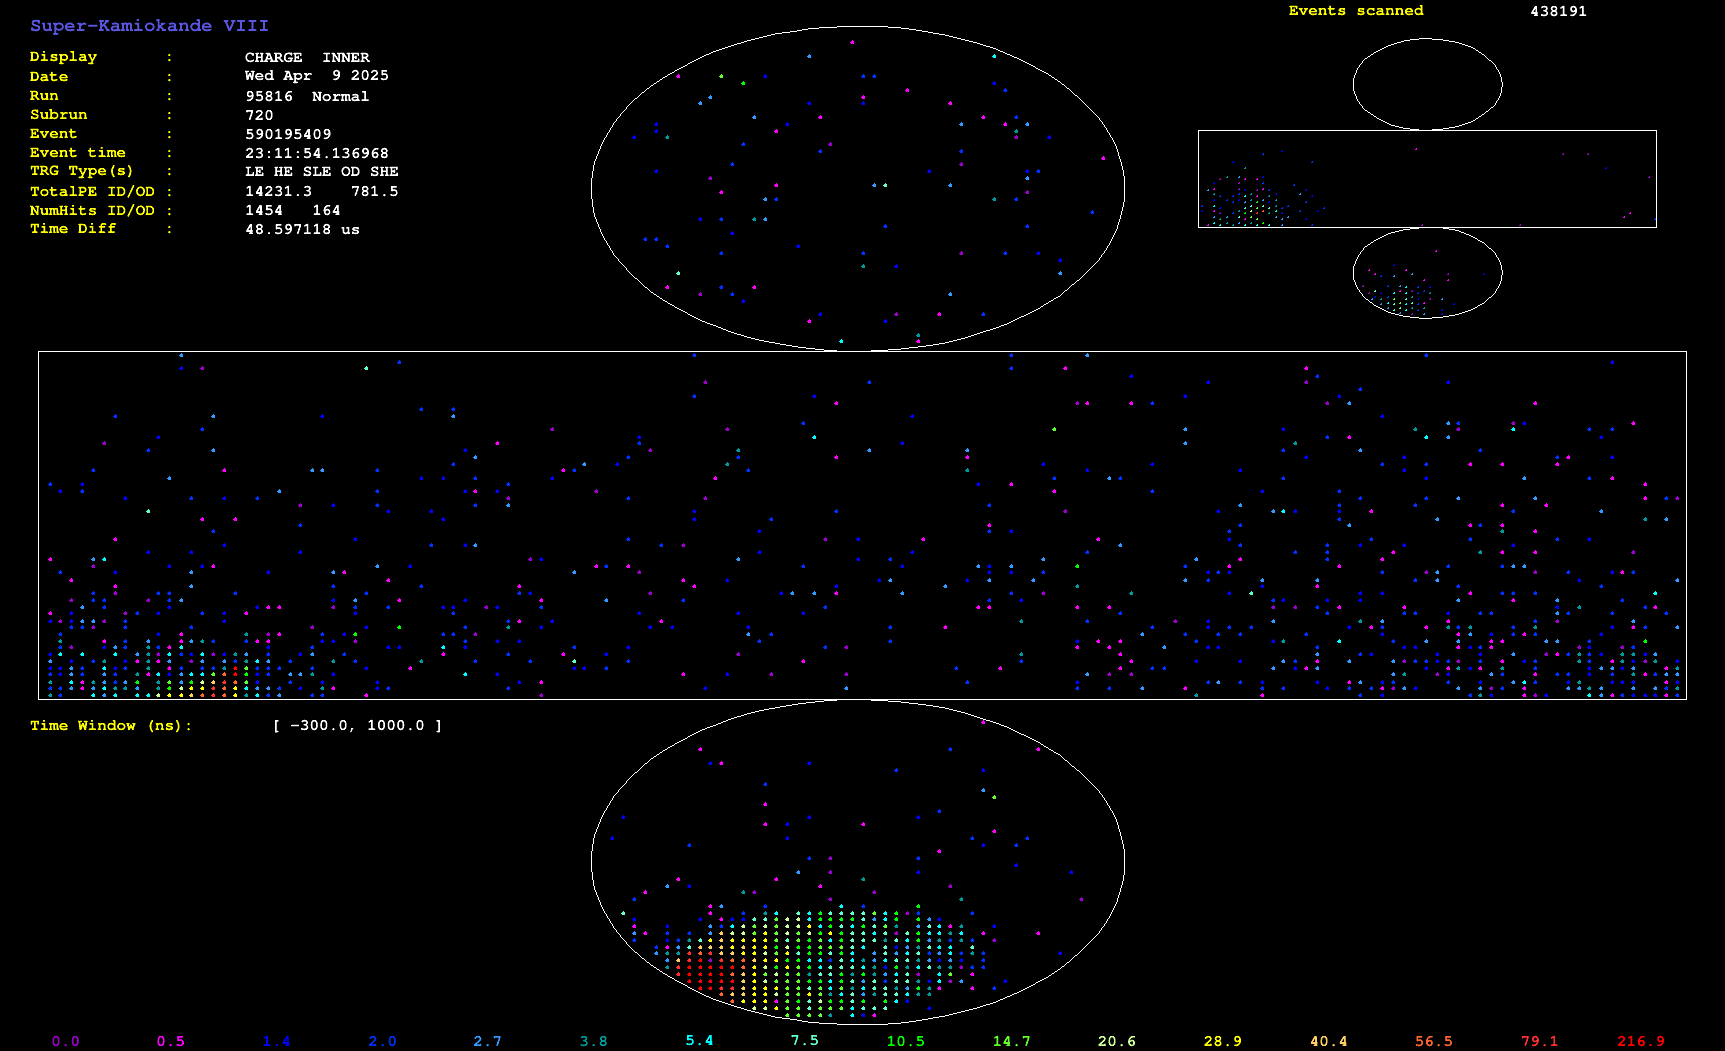 Super-Kamiokande VIII
Events scanned 438191
Display : CHARGE INNER
Date : Wed Apr 9 2025
Run : 95816 Normal
Subrun : 720
Event : 590195409
Event time : 23:11:54.136968
TRG Type(s) : LE HE SLE OD SHE
TotalPE ID/OD : 14231.3 781.5
NumHits ID/OD : 1454 164
Time Diff : 48.597118 us
Time Window (ns): [ -300.0, 1000.0 ]
0.0 0.5 1.4 2.0 2.7 3.8 5.4 7.5 10.5 14.7 20.6 28.9 40.4 56.5 79.1 216.9